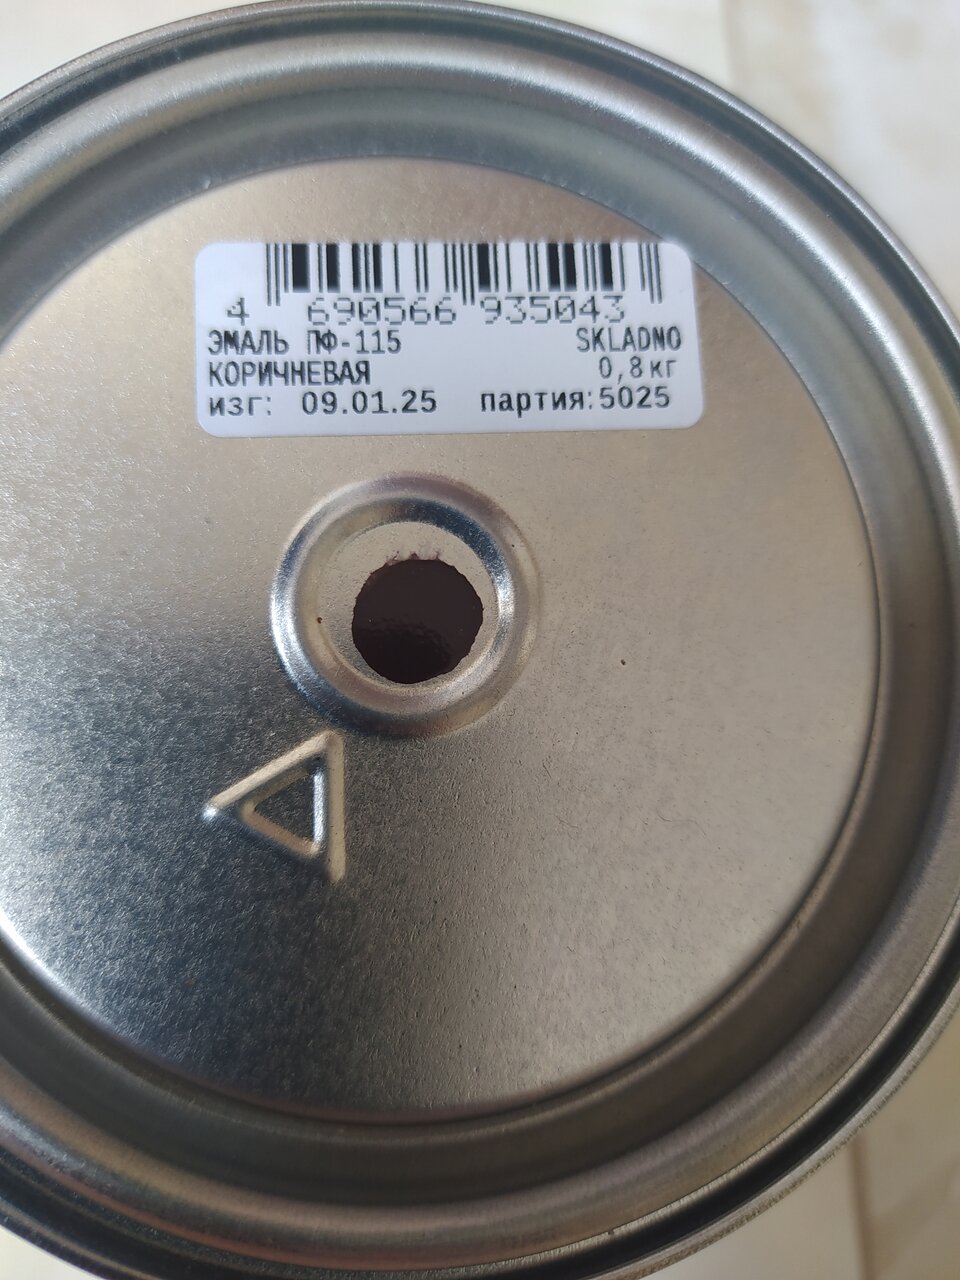 4 690566 935043
ЭМАЛЬ ПФ-115 SKLADNO
КОРИЧНЕВАЯ 0,8кг
изг: 09.01.25 партия:5025